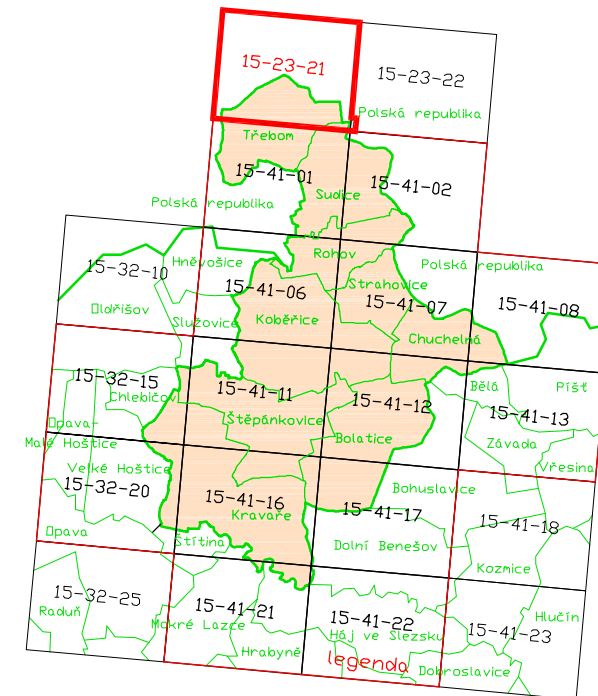 15-23-21
15-23-22
Polská republika
Třebom
15-41-01
15-41-02
Sudice
Polská republika
Rohov
Hněvošice
Polská republika
15-32-10
15-41-06
Strahovice
15-41-07
15-41-08
Oldřišov
Služovice
Kobeřice
Chuchelná
15-32-15
Chlebičov
15-41-11
15-41-12
Bělá
Píšť
15-41-13
Opava-
Malé Hoštice
Štěpánkovice
Bolatice
Závada
Vřesina
Velké Hoštice
15-32-20
15-41-16
Kravaře
Bohuslavice
15-41-17
15-41-18
Opava
Štítina
Dolní Benešov
Kozmice
15-32-25
Raduň
15-41-21
Mokré Lazce
15-41-22
Háj ve Slezsku
15-41-23
Hlučín
Hrabyně
legenda
Dobroslavice